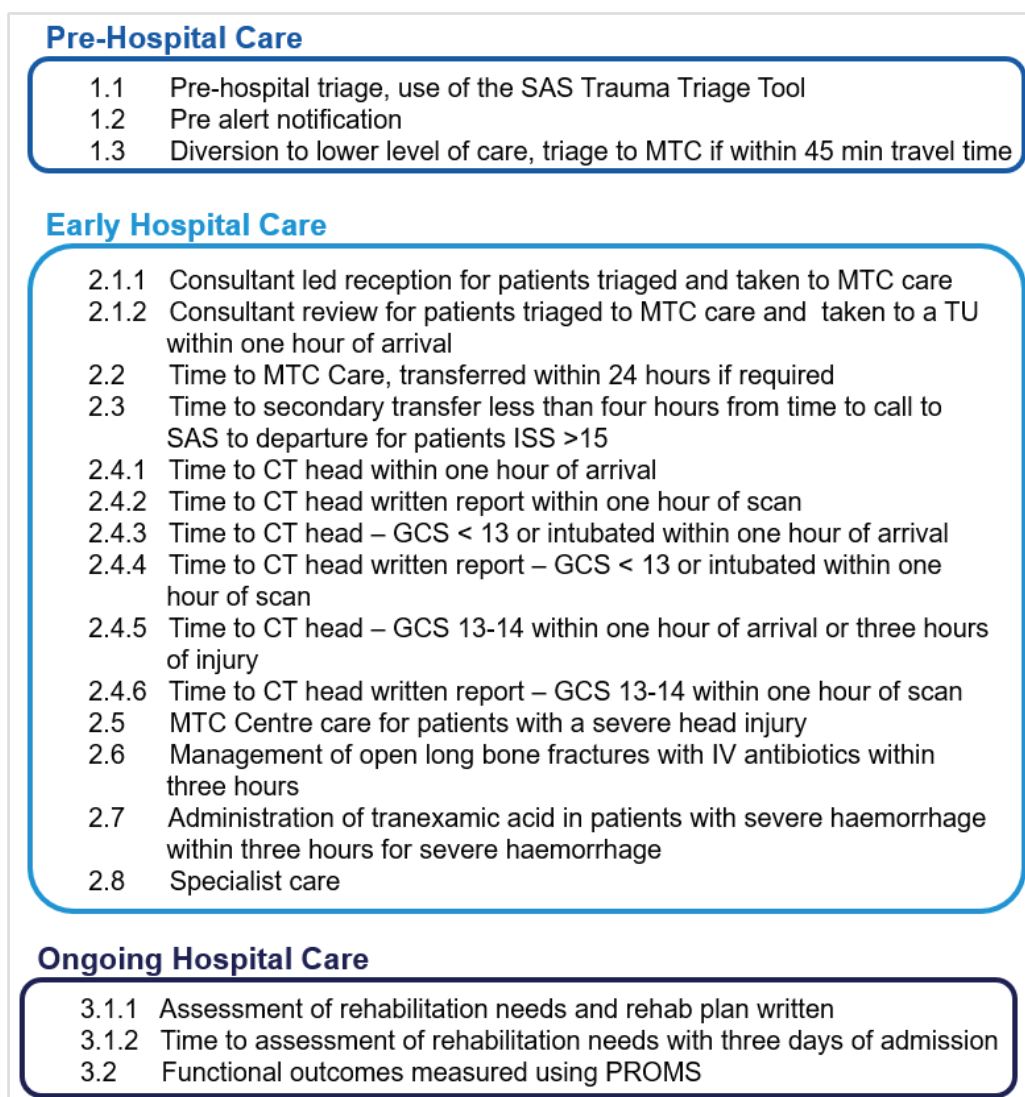 Pre-Hospital Care
1.1 Pre-hospital triage, use of the SAS Trauma Triage Tool
1.2 Pre alert notification
1.3 Diversion to lower level of care, triage to MTC if within 45 min travel time
Early Hospital Care
2.1.1 Consultant led reception for patients triaged and taken to MTC care
2.1.2 Consultant review for patients triaged to MTC care and taken to a TU
within one hour of arrival
2.2 Time to MTC Care, transferred within 24 hours if required
2.3 Time to secondary transfer less than four hours from time to call to
SAS to departure for patients ISS >15
2.4.1 Time to CT head within one hour of arrival
2.4.2 Time to CT head written report within one hour of scan
2.4.3 Time to CT head – GCS < 13 or intubated within one hour of arrival
2.4.4 Time to CT head written report – GCS < 13 or intubated within one
hour of scan
2.4.5 Time to CT head – GCS 13-14 within one hour of arrival or three hours
of injury
2.4.6 Time to CT head written report – GCS 13-14 within one hour of scan
2.5 MTC Centre care for patients with a severe head injury
2.6 Management of open long bone fractures with IV antibiotics within
three hours
2.7 Administration of tranexamic acid in patients with severe haemorrhage
within three hours for severe haemorrhage
2.8 Specialist care
Ongoing Hospital Care
3.1.1 Assessment of rehabilitation needs and rehab plan written
3.1.2 Time to assessment of rehabilitation needs with three days of admission
3.2 Functional outcomes measured using PROMS